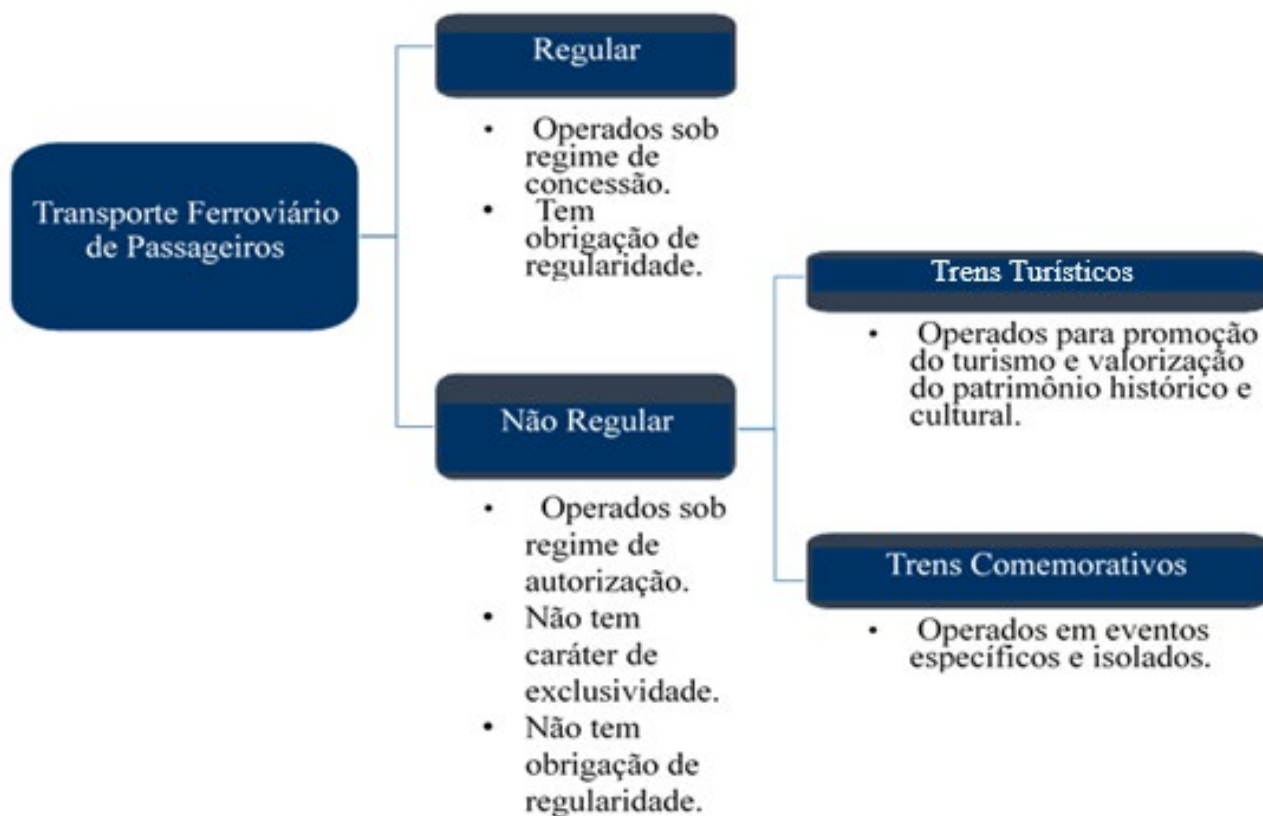 Transporte Ferroviário
de Passageiros
Regular
• Operados sob
regime de
concessão.
• Tem
obrigação de
regularidade.
Não Regular
• Operados sob
regime de
autorização.
• Não tem
caráter de
exclusividade.
• Não tem
obrigação de
regularidade.
Trens Turísticos
• Operados para promoção
do turismo e valorização
do patrimônio histórico e
cultural.
Trens Comemorativos
• Operados em eventos
específicos e isolados.